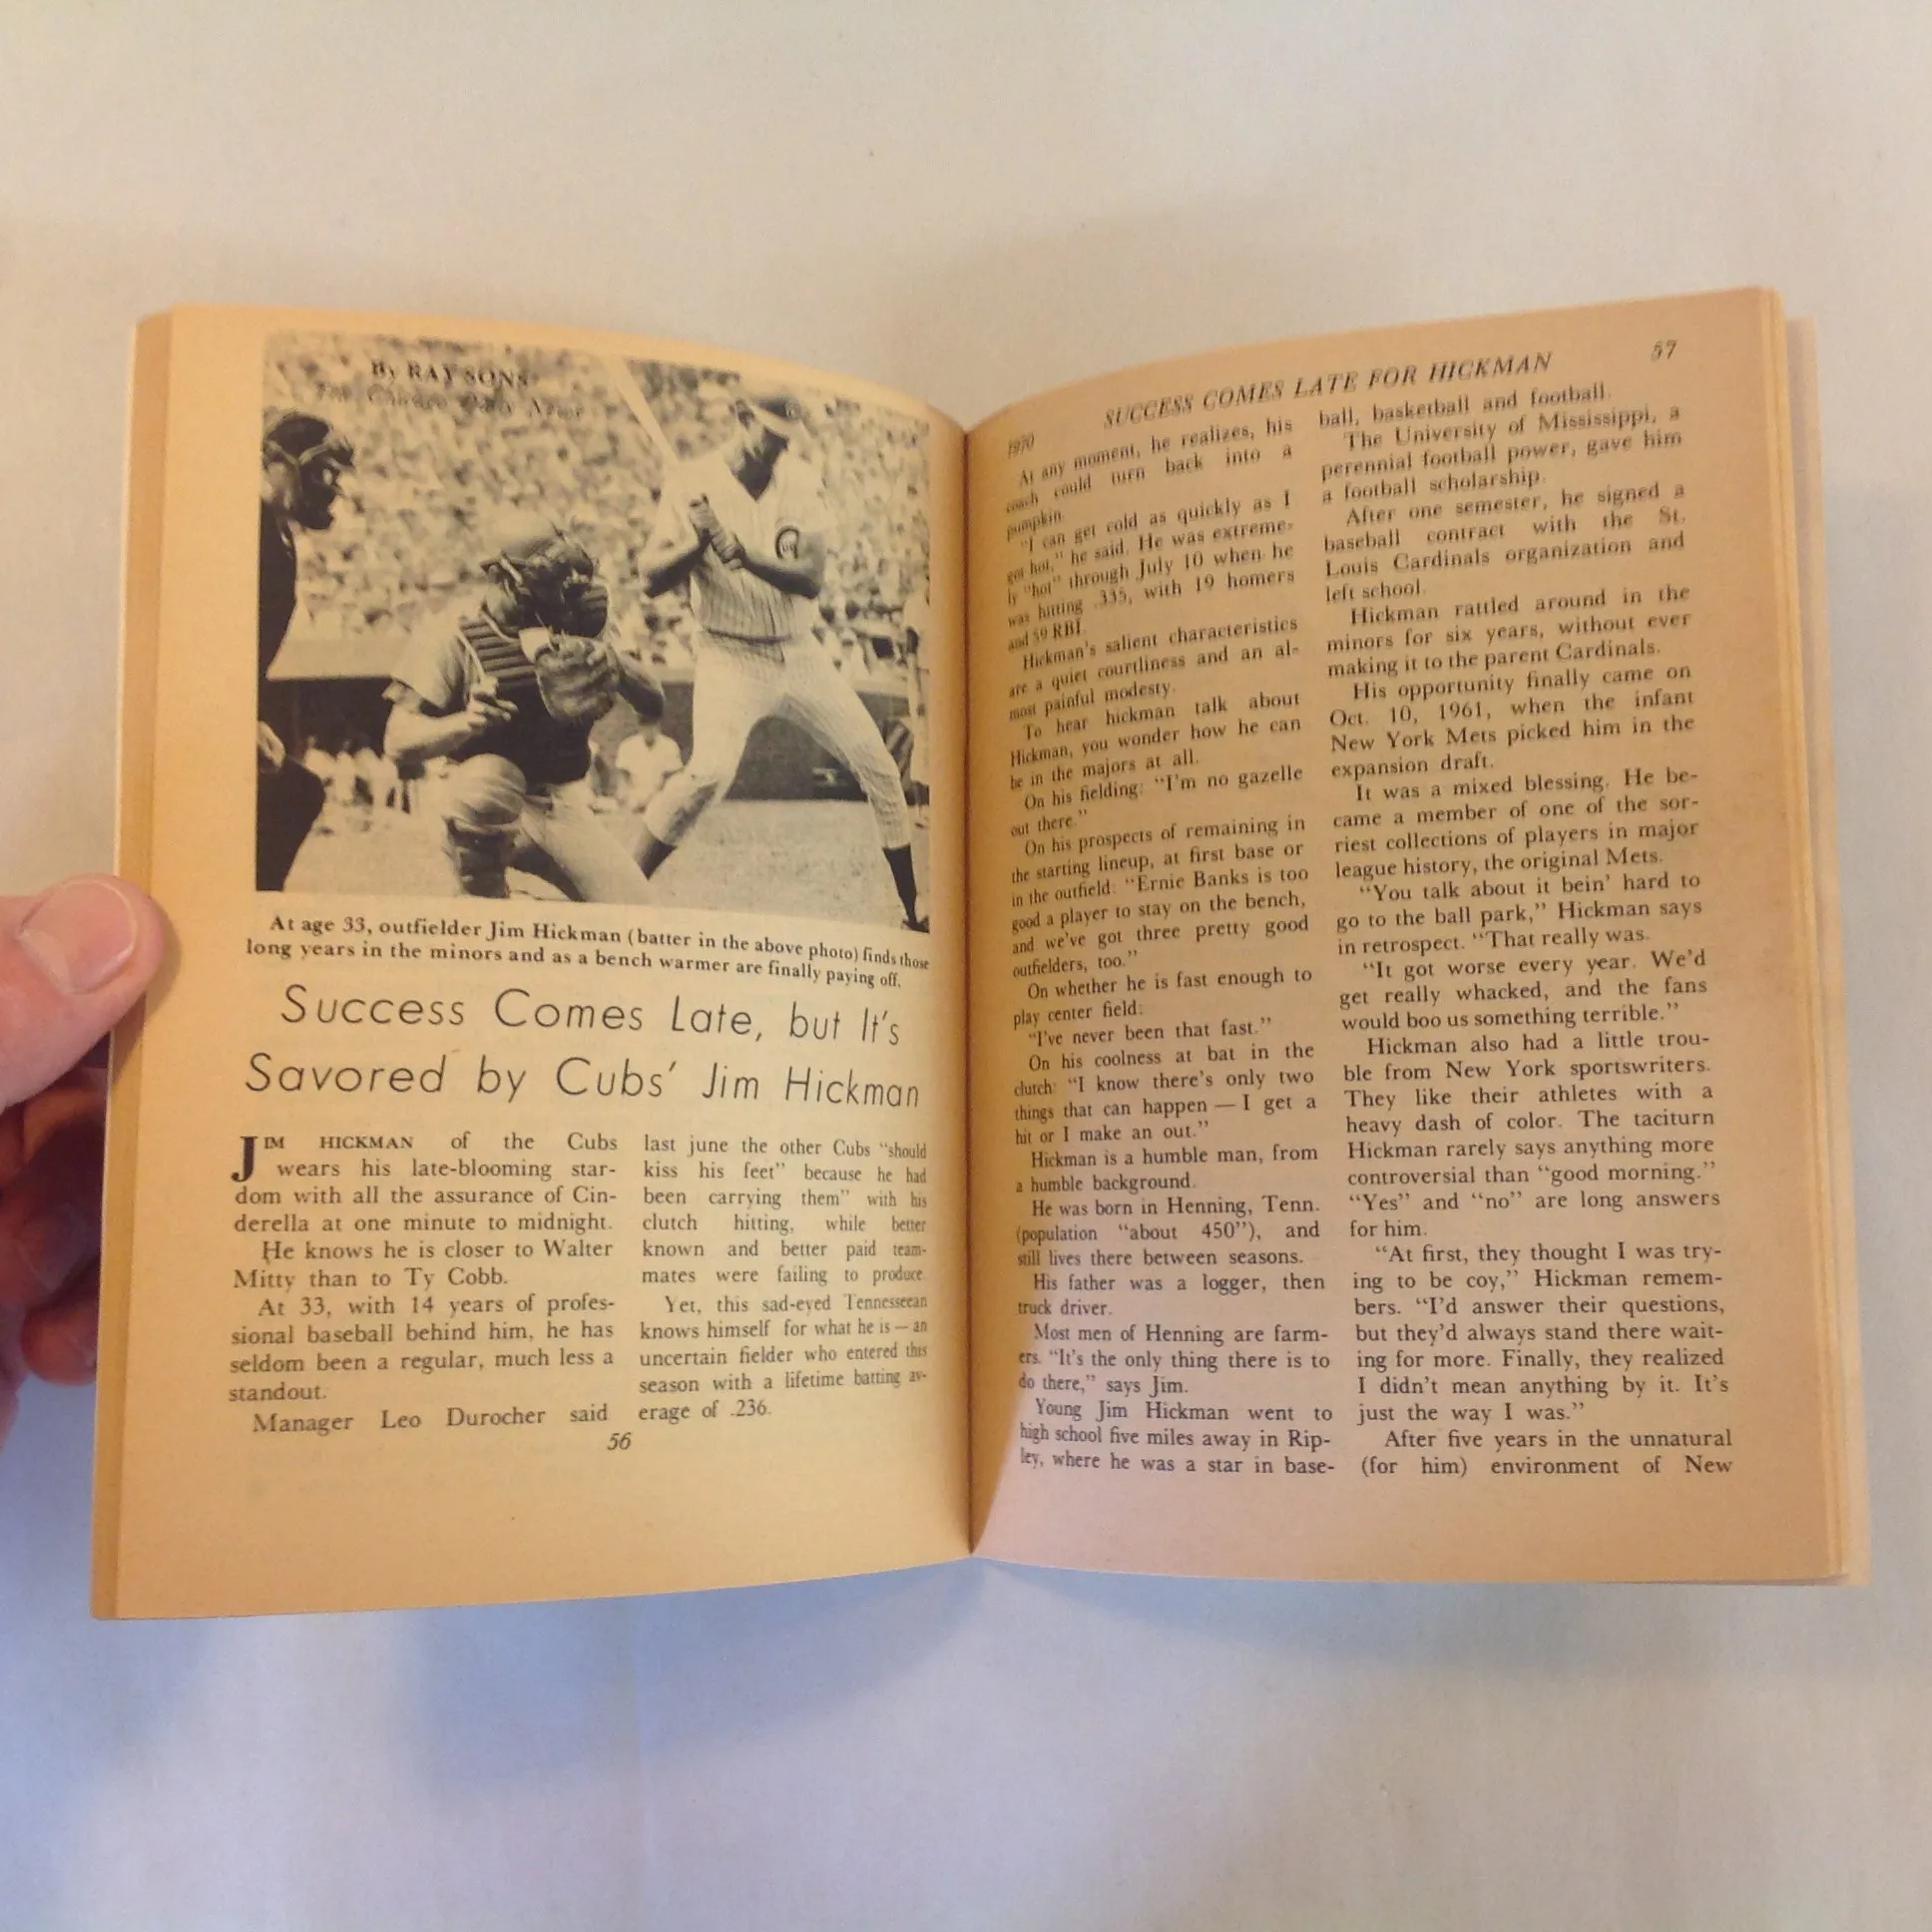 By RAY SONS
The Chicago Daily News
At age 33, outfielder Jim Hickman (batter in the above photo) finds those
long years in the minors and as a bench warmer are finally paying off.
Success Comes Late, but It's
Savored by Cubs' Jim Hickman
JIM HICKMAN of the Cubs
wears his late-blooming star-
dom with all the assurance of Cin-
derella at one minute to midnight.
He knows he is closer to Walter
Mitty than to Ty Cobb.
At 33, with 14 years of profes-
sional baseball behind him, he has
seldom been a regular, much less a
standout.
Manager Leo Durocher said
last june the other Cubs "should
kiss his feet" because he had
been carrying them" with his
clutch hitting, while better
known and better paid team-
mates were failing to produce.
Yet, this sad-eyed Tennesseean
knows himself for what he is — an
uncertain fielder who entered this
season with a lifetime batting av-
erage of .236.
56
1970
SUCCESS COMES LATE FOR HICKMAN
57
At any moment, he realizes, his
coach could turn back into a
pumpkin.
"I can get cold as quickly as I
got hot," he said. He was extreme-
ly "hot" through July 10 when he
was hitting .335, with 19 homers
and 59 RBI.
Hickman's salient characteristics
are a quiet courtliness and an al-
most painful modesty.
To hear hickman talk about
Hickman, you wonder how he can
be in the majors at all.
On his fielding: "I'm no gazelle
out there."
On his prospects of remaining in
the starting lineup, at first base or
in the outfield: "Ernie Banks is too
good a player to stay on the bench,
and we've got three pretty good
outfielders, too."
On whether he is fast enough to
play center field:
"I've never been that fast."
On his coolness at bat in the
clutch: "I know there's only two
things that can happen — I get a
hit or I make an out."
Hickman is a humble man, from
a humble background.
He was born in Henning, Tenn.
(population "about 450"), and
still lives there between seasons.
His father was a logger, then
truck driver.
Most men of Henning are farm-
ers. "It's the only thing there is to
do there," says Jim.
Young Jim Hickman went to
high school five miles away in Rip-
ley, where he was a star in base-
ball, basketball and football.
The University of Mississippi, a
perennial football power, gave him
a football scholarship.
After one semester, he signed a
baseball contract with the St.
Louis Cardinals organization and
left school.
Hickman rattled around in the
minors for six years, without ever
making it to the parent Cardinals.
His opportunity finally came on
Oct. 10, 1961, when the infant
New York Mets picked him in the
expansion draft.
It was a mixed blessing. He be-
came a member of one of the sor-
riest collections of players in major
league history, the original Mets.
"You talk about it bein' hard to
go to the ball park," Hickman says
in retrospect. "That really was.
"It got worse every year. We'd
get really whacked, and the fans
would boo us something terrible."
Hickman also had a little trou-
ble from New York sportswriters.
They like their athletes with a
heavy dash of color. The taciturn
Hickman rarely says anything more
controversial than "good morning."
"Yes" and "no" are long answers
for him.
"At first, they thought I was try-
ing to be coy," Hickman remem-
bers. "I'd answer their questions,
but they'd always stand there wait-
ing for more. Finally, they realized
I didn't mean anything by it. It's
just the way I was."
After five years in the unnatural
(for him) environment of New